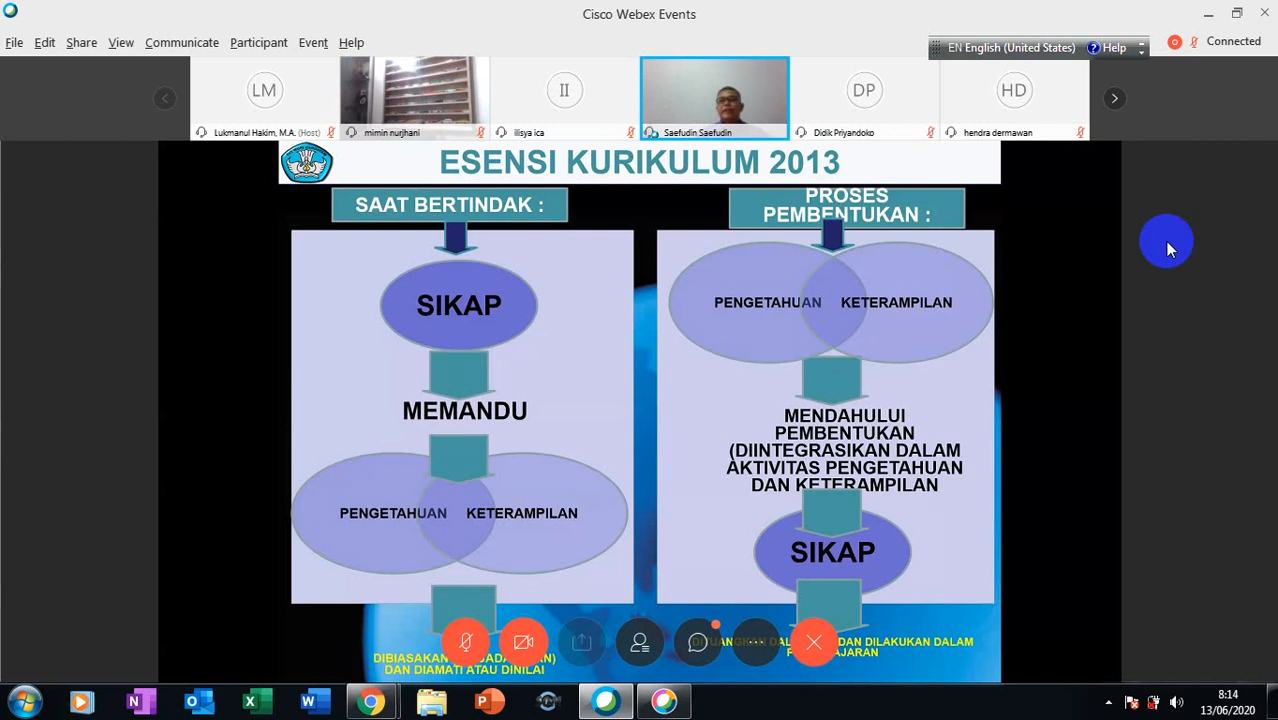 Cisco Webex Events
File Edit Share View Communicate Participant Event Help
EN English (United States) Help
Connected
LM
II
DP
HD
Lukmanul Hakim, M.A. (Host)
mimin nurjhani
ilisya ica
Saefudin Saefudin
Didik Priyandoko
hendra dermawan
ESENSI KURIKULUM 2013
SAAT BERTINDAK :
SIKAP
MEMANDU
PENGETAHUAN KETERAMPILAN
DIBIASAKAN
DAN DIAMATI ATAU DINILAI
PROSES
PEMBENTUKAN :
PENGETAHUAN KETERAMPILAN
MENDAHULUI
PEMBENTUKAN
(DIINTEGRASIKAN DALAM
AKTIVITAS PENGETAHUAN
DAN KETERAMPILAN
SIKAP
DAN DILAKUKAN DALAM
8:14
13/06/2020